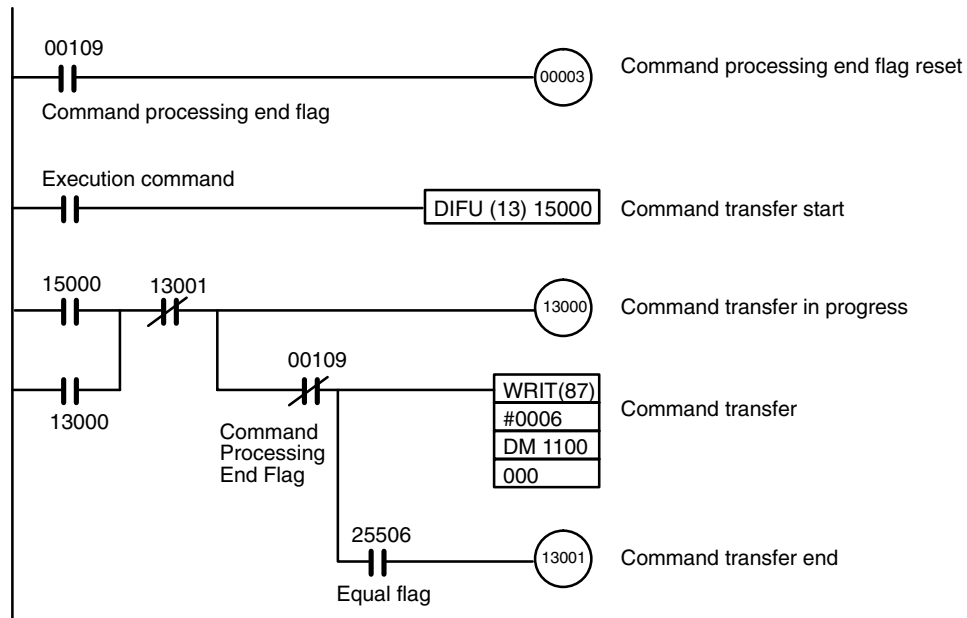 00109
00003
Command processing end flag reset
Command processing end flag
Execution command
DIFU (13) 15000
Command transfer start
15000
13001
13000
Command transfer in progress
13000
00109
Command
Processing
End Flag
WRIT(87)
#0006
DM 1100
000
Command transfer
25506
Equal flag
13001
Command transfer end